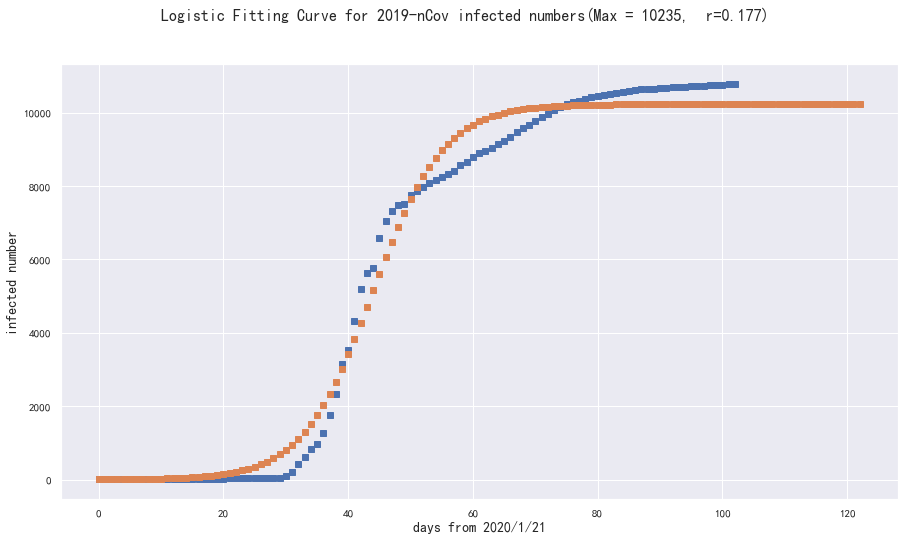 Logistic Fitting Curve for 2019-nCov infected numbers(Max = 10235,  r=0.177)
10000
8000
6000
4000
2000
0
infected number
0 20 40 60 80 100 120
days from 2020/1/21